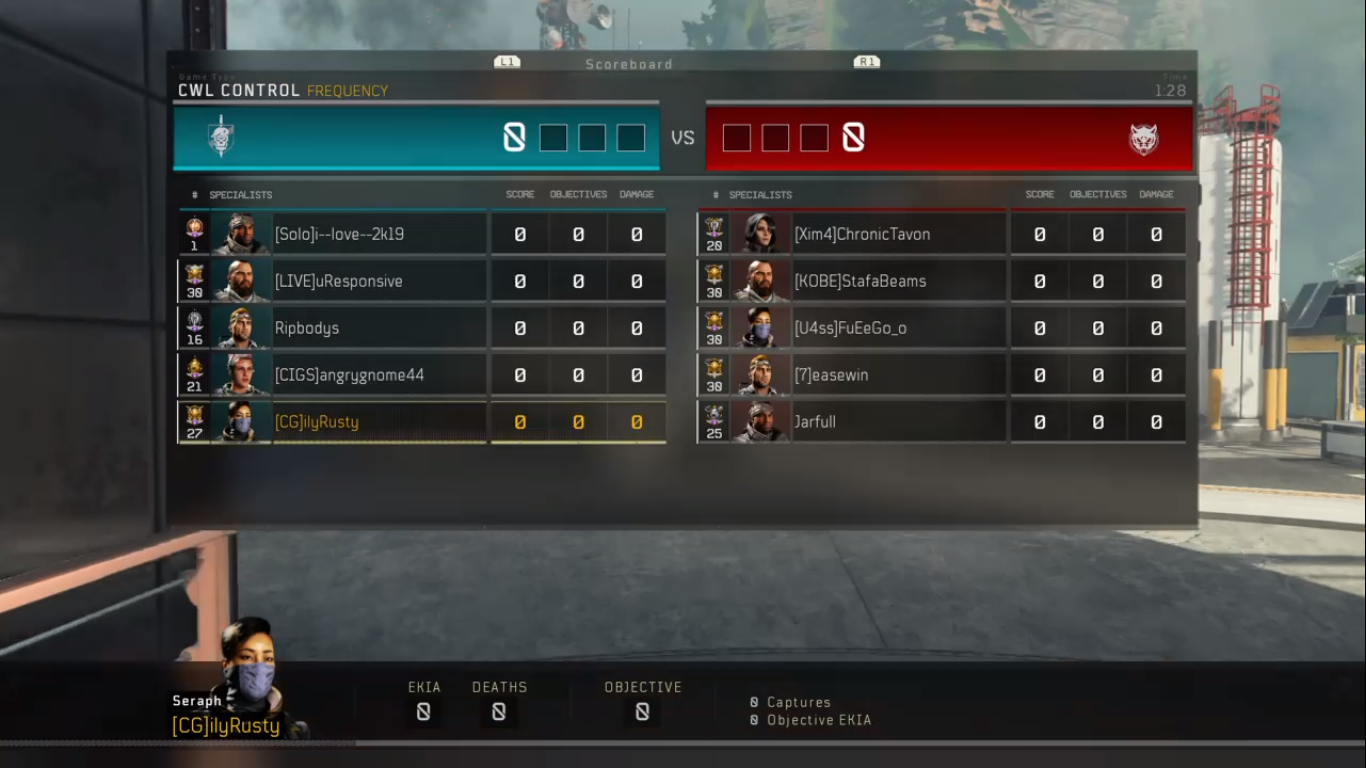 L1 Scoreboard R1
Game Type Time
CWL CONTROL FREQUENCY 1:28
0 VS 0
# SPECIALISTS SCORE OBJECTIVES DAMAGE # SPECIALISTS SCORE OBJECTIVES DAMAGE
1 [Solo]i--love--2k19 0 0 0 20 [Xim4]ChronicTavon 0 0 0
30 [LIVE]uResponsive 0 0 0 30 [KOBE]StafaBeams 0 0 0
16 Ripbodys 0 0 0 30 [U4ss]FuEeGo_o 0 0 0
21 [CIGS]angrygnome44 0 0 0 30 [7]easewin 0 0 0
27 [CG]ilyRusty 0 0 0 25 Jarfull 0 0 0
EKIA DEATHS OBJECTIVE
Seraph 0 0 0 0 Captures
[CG]ilyRusty 0 Objective EKIA